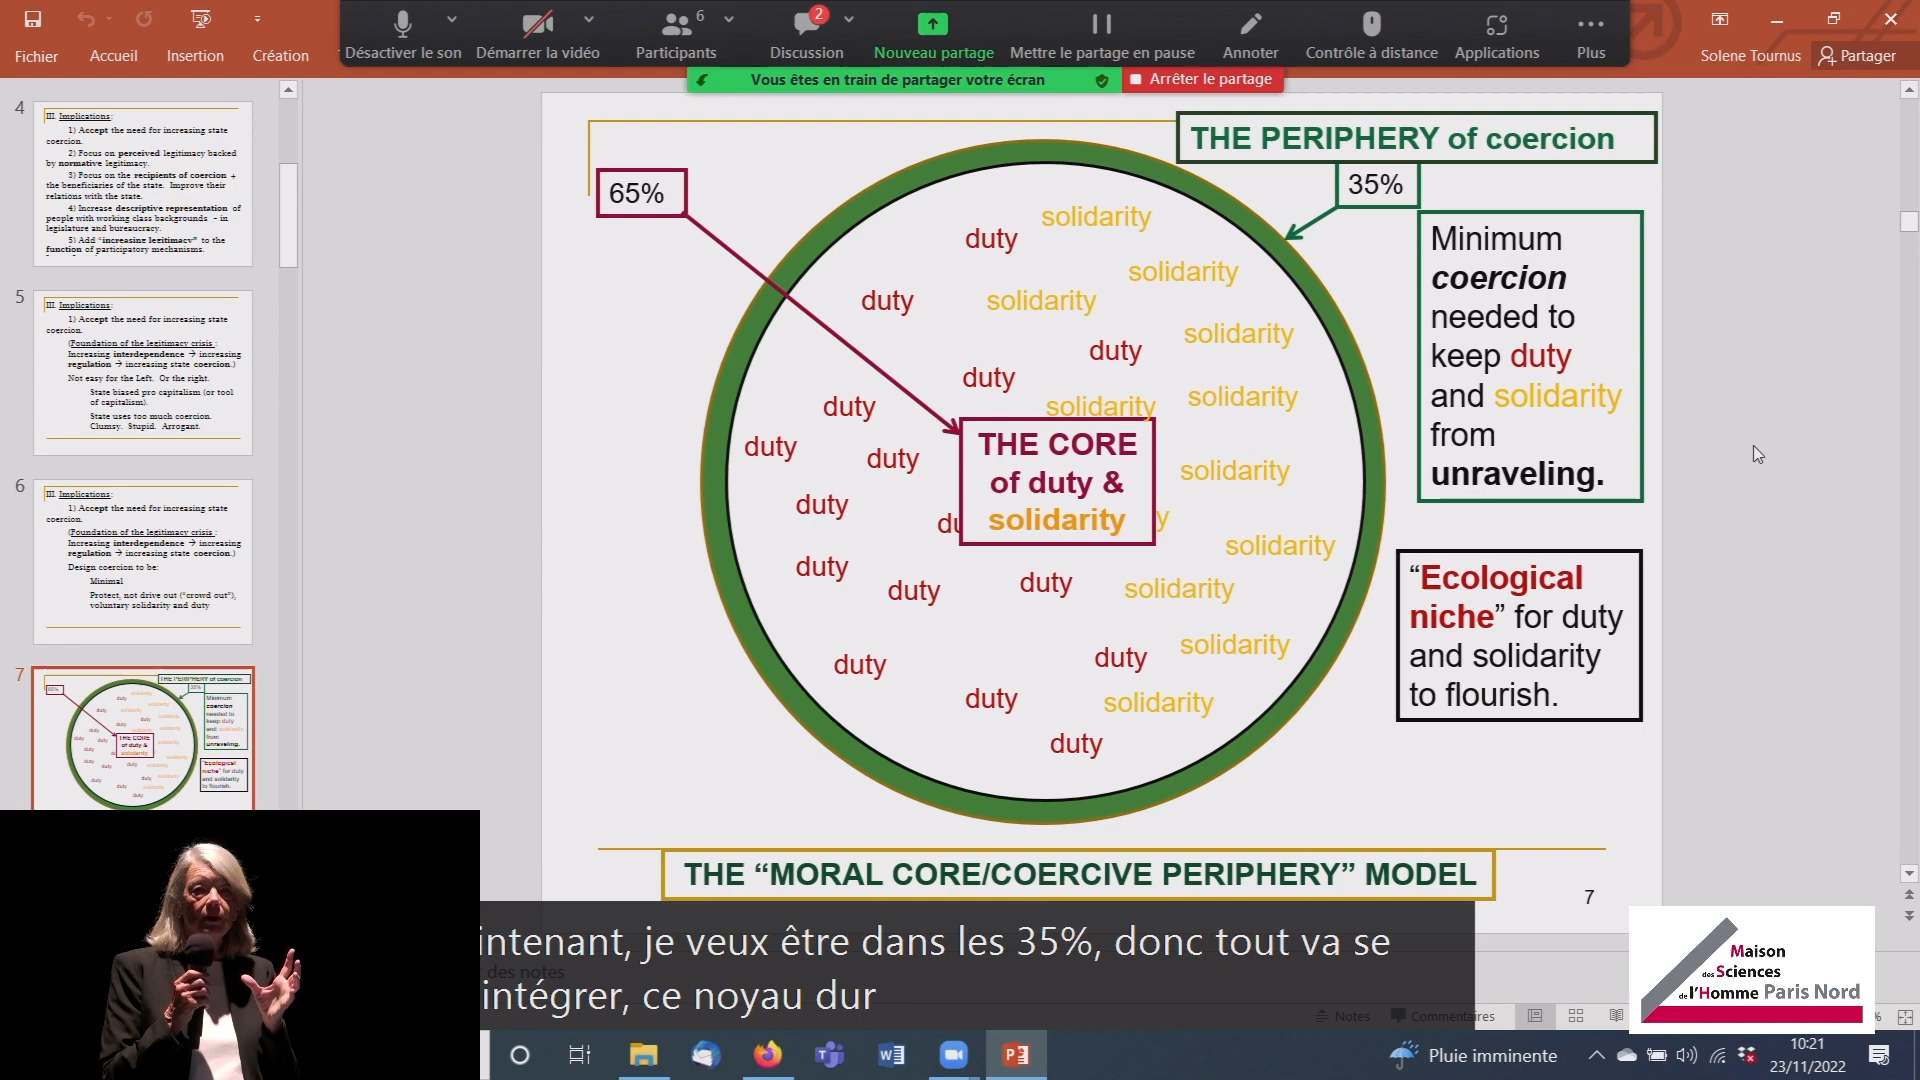 Désactiver le son
Démarrer la vidéo
6
Participants
2
Discussion
Nouveau partage
Mettre le partage en pause
Annoter
Contrôle à distance
Applications
Plus
Fichier
Accueil
Insertion
Création
Solene Tournus
Partager
Vous êtes en train de partager votre écran
Arrêter le partage
4
III. Implications:
1) Accept the need for increasing state
coercion.
2) Focus on perceived legitimacy backed
by normative legitimacy.
3) Focus on the recipients of coercion +
the beneficiaries of the state. Improve their
relations with the state.
4) Increase descriptive representation of
people with working class backgrounds - in
legislature and bureaucracy.
5) Add "increasing legitimacy" to the
function of participatory mechanisms.
5
III. Implications:
1) Accept the need for increasing state
coercion.
(Foundation of the legitimacy crisis:
Increasing interdependence → increasing
regulation → increasing state coercion.)
Not easy for the Left. Or the right.
State biased pro capitalism (or tool
of capitalism).
State uses too much coercion.
Clumsy. Stupid. Arrogant.
6
III. Implications:
1) Accept the need for increasing state
coercion.
(Foundation of the legitimacy crisis:
Increasing interdependence → increasing
regulation → increasing state coercion.)
Design coercion to be:
Minimal
Protect, not drive out ("crowd out"),
voluntary solidarity and duty
7
THE PERIPHERY of coercion
65%
35%
solidarity
duty
solidarity
duty
solidarity
solidarity
duty
duty
solidarity
duty
solidarity
duty
duty
solidarity
duty
solidarity
duty
duty
duty
solidarity
duty
solidarity
duty
duty
solidarity
duty
THE CORE
of duty &
solidarity
Minimum
coercion
needed to
keep duty
and solidarity
from
unraveling.
“Ecological
niche” for duty
and solidarity
to flourish.
THE “MORAL CORE/COERCIVE PERIPHERY” MODEL
7
intenant, je veux être dans les 35%, donc tout va se
intégrer, ce noyau dur
des notes
Notes
Commentaires
Maison
des Sciences
de l'Homme Paris Nord
%
Pluie imminente
10:21
23/11/2022